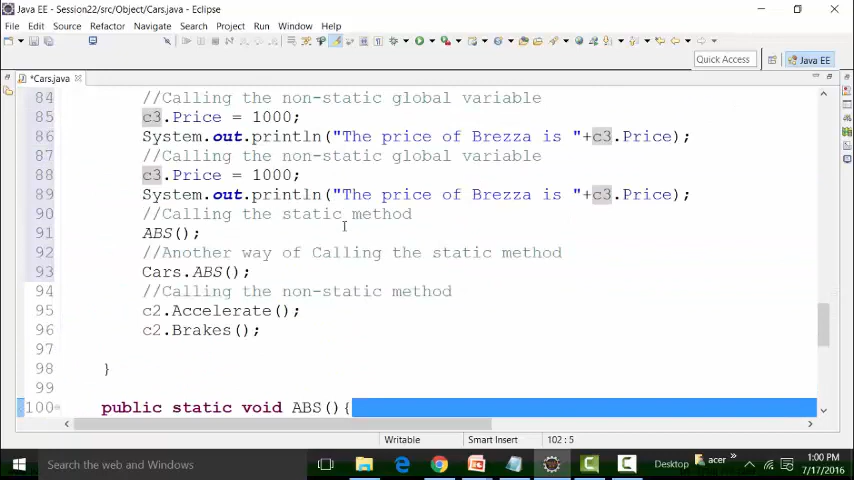 Java EE - Session22/src/Object/Cars.java - Eclipse
File Edit Source Refactor Navigate Search Project Run Window Help
Quick Access
Java EE
*Cars.java
84 //Calling the non-static global variable
85 c3.Price = 1000;
86 System.out.println("The price of Brezza is "+c3.Price);
87 //Calling the non-static global variable
88 c3.Price = 1000;
89 System.out.println("The price of Brezza is "+c3.Price);
90 //Calling the static method
91 ABS();
92 //Another way of Calling the static method
93 Cars.ABS();
94 //Calling the non-static method
95 c2.Accelerate();
96 c2.Brakes();
97
98 }
99
100 public static void ABS(){
Writable Smart Insert 102 : 5
Search the web and Windows
Desktop
acer
1:00 PM
7/17/2016